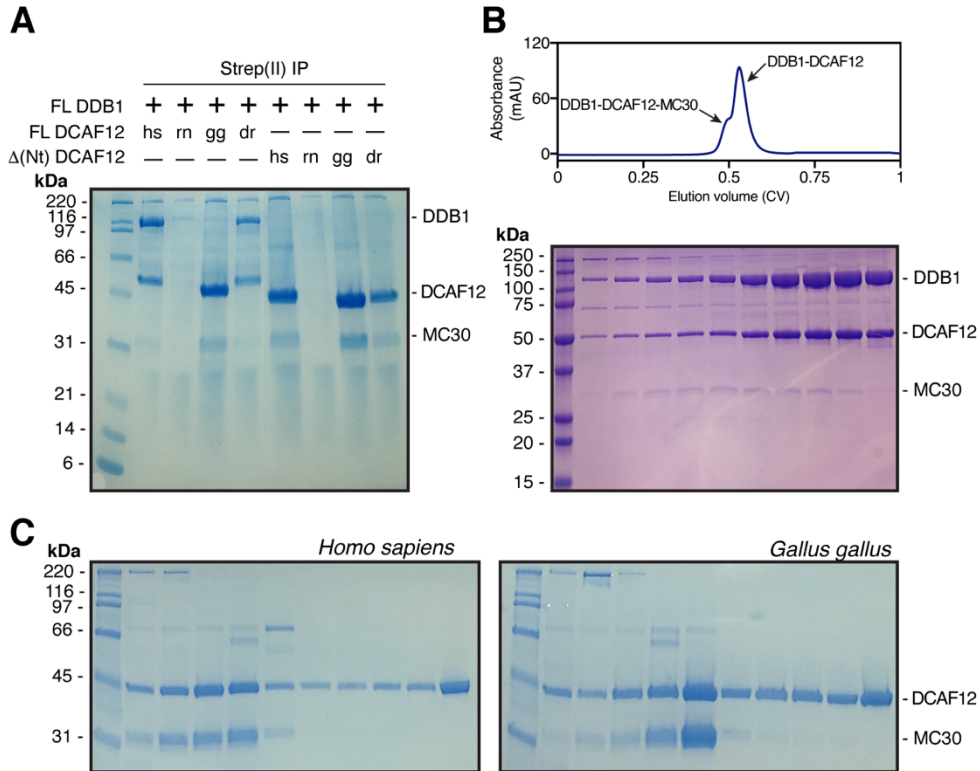 A
Strep(II) IP
FL DDB1 + + + + + + + +
FL DCAF12 hs rn gg dr — — — —
Δ(Nt) DCAF12 — — — — hs rn gg dr
kDa
220 -
116 -
97 -
66 -
45 -
31 -
21 -
14 -
6 -
- DDB1
- DCAF12
- MC30
B
Absorbance
(mAU)
120
60
0
DDB1-DCAF12
DDB1-DCAF12-MC30
0 0.25 0.5 0.75 1
Elution volume (CV)
kDa
250 -
150 -
100 -
75 -
50 -
37 -
25 -
20 -
15 -
- DDB1
- DCAF12
- MC30
C
kDa
Homo sapiens
220 -
116 -
97 -
66 -
45 -
31 -
Gallus gallus
- DCAF12
- MC30